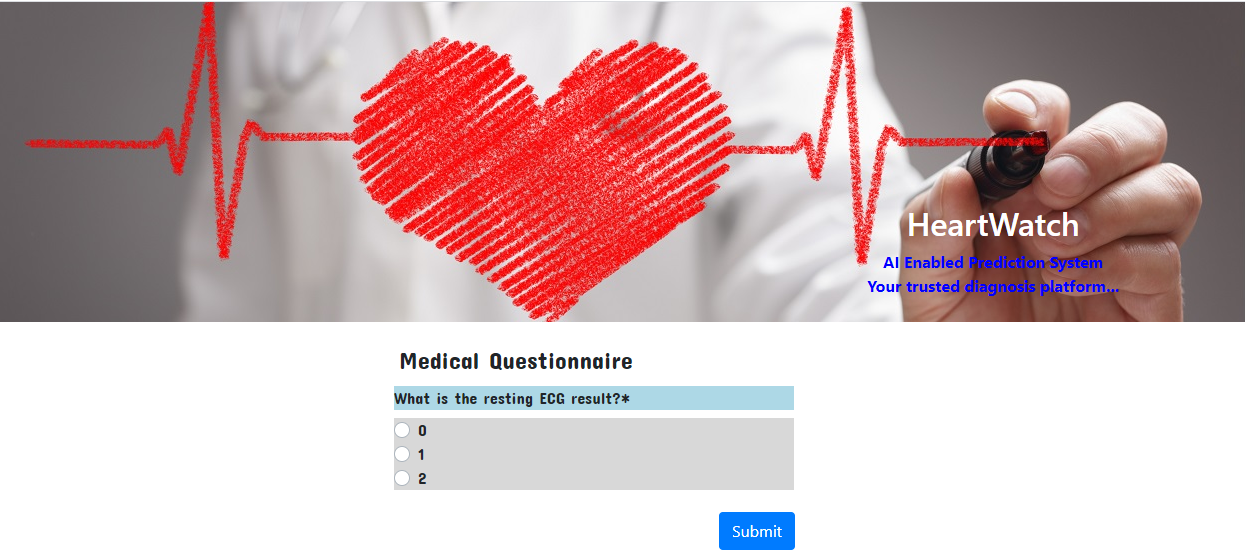 HeartWatch
AI Enabled Prediction System
Your trusted diagnosis platform...
Medical Questionnaire
What is the resting ECG result?*
0
1
2
Submit